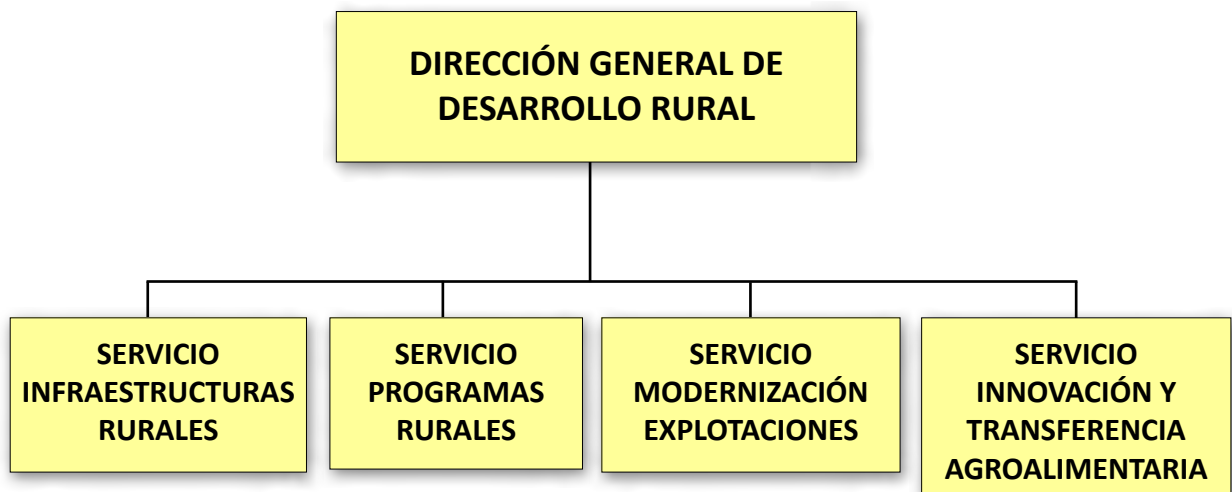 DIRECCIÓN GENERAL DE
DESARROLLO RURAL
SERVICIO
INFRAESTRUCTURAS
RURALES
SERVICIO
PROGRAMAS
RURALES
SERVICIO
MODERNIZACIÓN
EXPLOTACIONES
SERVICIO
INNOVACIÓN Y
TRANSFERENCIA
AGROALIMENTARIA